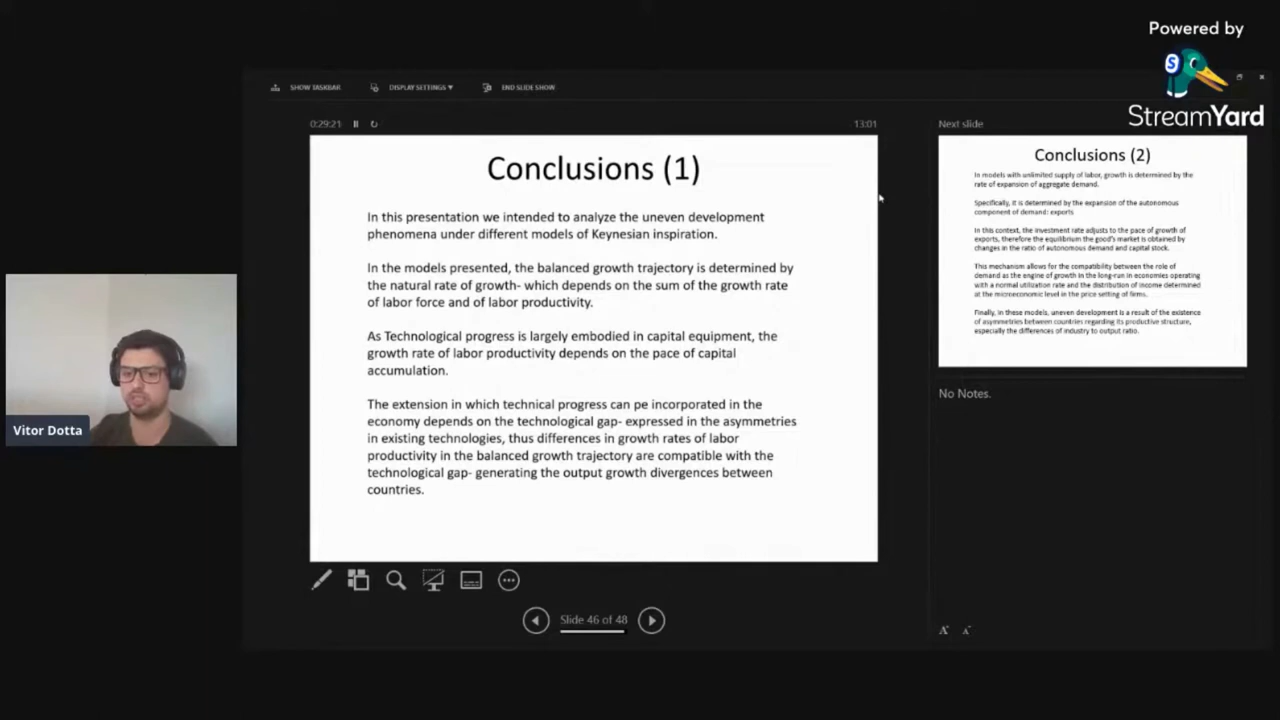 Powered by
S
StreamYard
SHOW TASKBAR
DISPLAY SETTINGS
END SLIDE SHOW
0:29:21
13:01
Next slide
Conclusions (1)
In this presentation we intended to analyze the uneven development
phenomena under different models of Keynesian inspiration.
In the models presented, the balanced growth trajectory is determined by
the natural rate of growth- which depends on the sum of the growth rate
of labor force and of labor productivity.
As Technological progress is largely embodied in capital equipment, the
growth rate of labor productivity depends on the pace of capital
accumulation.
The extension in which technical progress can pe incorporated in the
economy depends on the technological gap- expressed in the asymmetries
in existing technologies, thus differences in growth rates of labor
productivity in the balanced growth trajectory are compatible with the
technological gap- generating the output growth divergences between
countries.
Conclusions (2)
In models with unlimited supply of labor, growth is determined by the
rate of expansion of aggregate demand.
Specifically, it is determined by the expansion of the autonomous
component of demand: exports
In this context, the investment rate adjusts to the pace of growth of
exports, therefore the equilibrium the good's market is obtained by
changes in the ratio of autonomous demand and capital stock.
This mechanism allows for the compatibility between the role of
demand as the engine of growth in the long-run in economies operating
with a normal utilization rate and the distribution of income determined
at the microeconomic level in the price setting of firms.
Finally, in these models, uneven development is a result of the existence
of asymmetries between countries regarding its productive structure,
especially the differences of industry to output ratio.
No Notes.
Vitor Dotta
Slide 46 of 48
A A